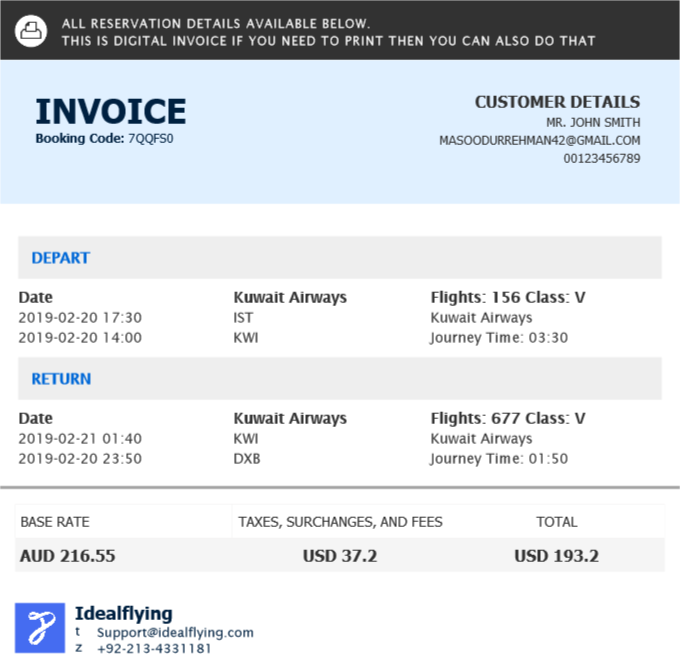 ALL RESERVATION DETAILS AVAILABLE BELOW.
THIS IS DIGITAL INVOICE IF YOU NEED TO PRINT THEN YOU CAN ALSO DO THAT
INVOICE
Booking Code: 7QQFS0
CUSTOMER DETAILS
MR. JOHN SMITH
MASOODURREHMAN42@GMAIL.COM
00123456789
DEPART
Date Kuwait Airways Flights: 156 Class: V
2019-02-20 17:30 IST Kuwait Airways
2019-02-20 14:00 KWI Journey Time: 03:30
RETURN
Date Kuwait Airways Flights: 677 Class: V
2019-02-21 01:40 KWI Kuwait Airways
2019-02-20 23:50 DXB Journey Time: 01:50
BASE RATE TAXES, SURCHANGES, AND FEES TOTAL
AUD 216.55 USD 37.2 USD 193.2
Idealflying
t Support@idealflying.com
z +92-213-4331181